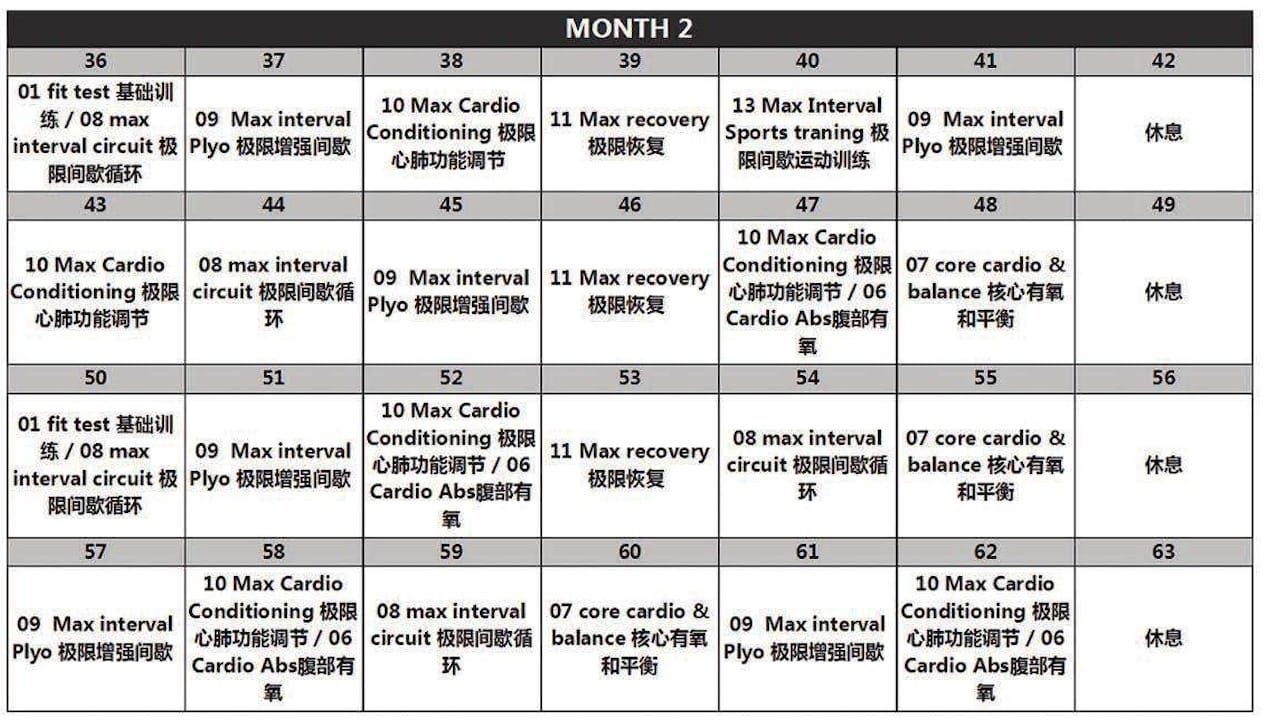 MONTH 2
36
37
38
39
40
41
42
01 fit test 基础训
练 / 08 max
interval circuit 极
限间歇循环
09  Max interval
Plyo 极限增强间歇
10 Max Cardio
Conditioning 极限
心肺功能调节
11 Max recovery
极限恢复
13 Max Interval
Sports traning 极
限间歇运动训练
09  Max interval
Plyo 极限增强间歇
休息
43
44
45
46
47
48
49
10 Max Cardio
Conditioning 极限
心肺功能调节
08 max interval
circuit 极限间歇循
环
09  Max interval
Plyo 极限增强间歇
11 Max recovery
极限恢复
10 Max Cardio
Conditioning 极限
心肺功能调节 / 06
Cardio Abs腹部有
氧
07 core cardio &
balance 核心有氧
和平衡
休息
50
51
52
53
54
55
56
01 fit test 基础训
练 / 08 max
interval circuit 极
限间歇循环
09  Max interval
Plyo 极限增强间歇
10 Max Cardio
Conditioning 极限
心肺功能调节 / 06
Cardio Abs腹部有
氧
11 Max recovery
极限恢复
08 max interval
circuit 极限间歇循
环
07 core cardio &
balance 核心有氧
和平衡
休息
57
58
59
60
61
62
63
09  Max interval
Plyo 极限增强间歇
10 Max Cardio
Conditioning 极限
心肺功能调节 / 06
Cardio Abs腹部有
氧
08 max interval
circuit 极限间歇循
环
07 core cardio &
balance 核心有氧
和平衡
09  Max interval
Plyo 极限增强间歇
10 Max Cardio
Conditioning 极限
心肺功能调节 / 06
Cardio Abs腹部有
氧
休息